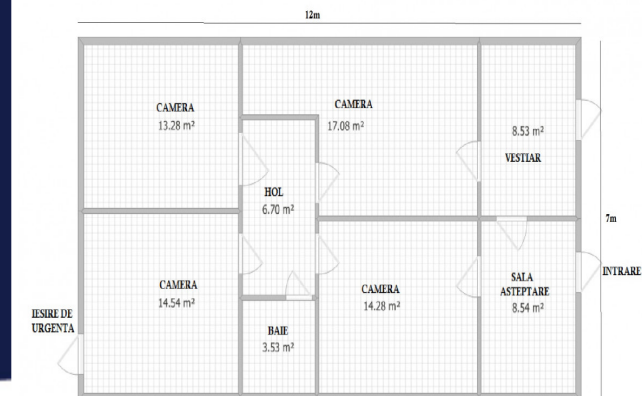 12m
CAMERA
13.28 m²
CAMERA
17.08 m²
8.53 m²
VESTIAR
HOL
6.70 m²
7m
CAMERA
14.54 m²
CAMERA
14.28 m²
SALA
ASTEPTARE
8.54 m²
INTRARE
IESIRE DE
URGENTA
BAIE
3.53 m²